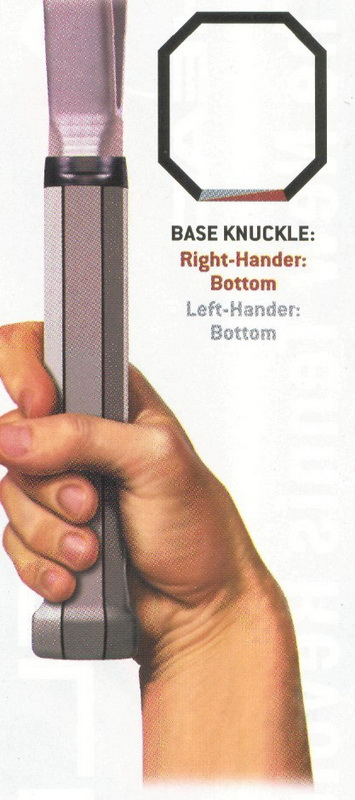 BASE KNUCKLE:
Right-Hander:
Bottom
Left-Hander:
Bottom